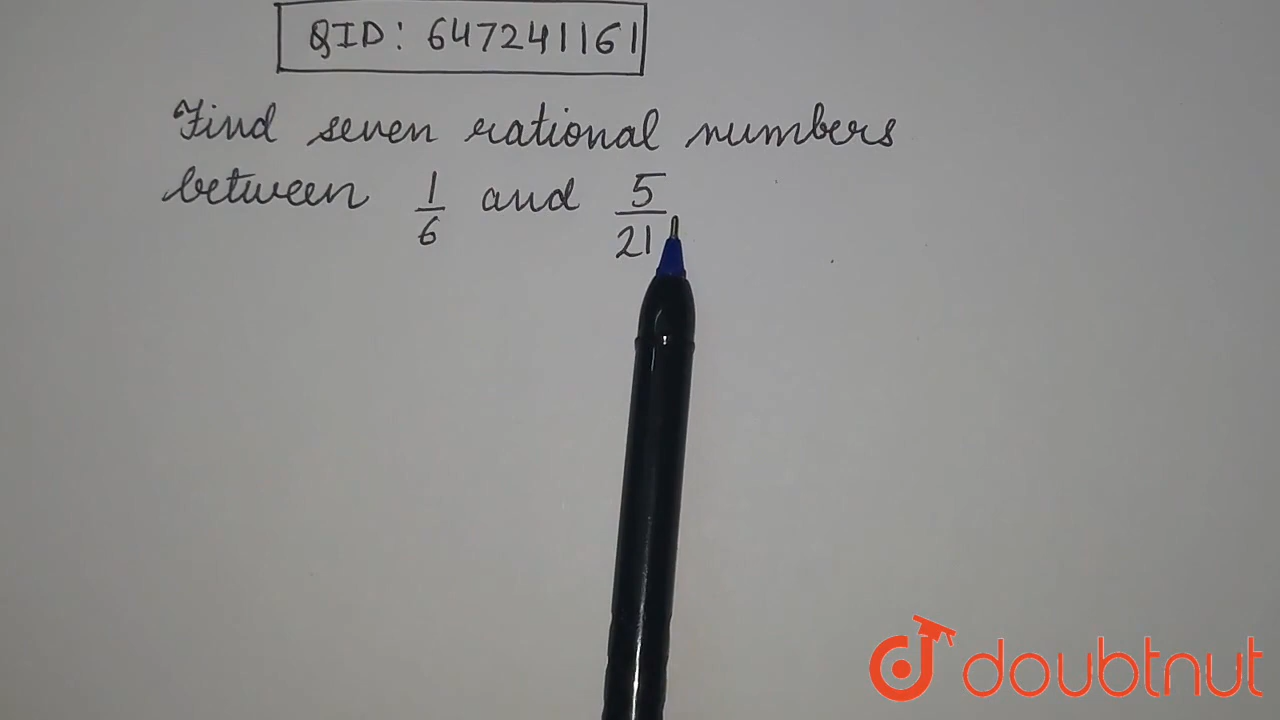 QID: 647241161
Find seven rational numbers
between 1/6 and 5/21
doubtnut